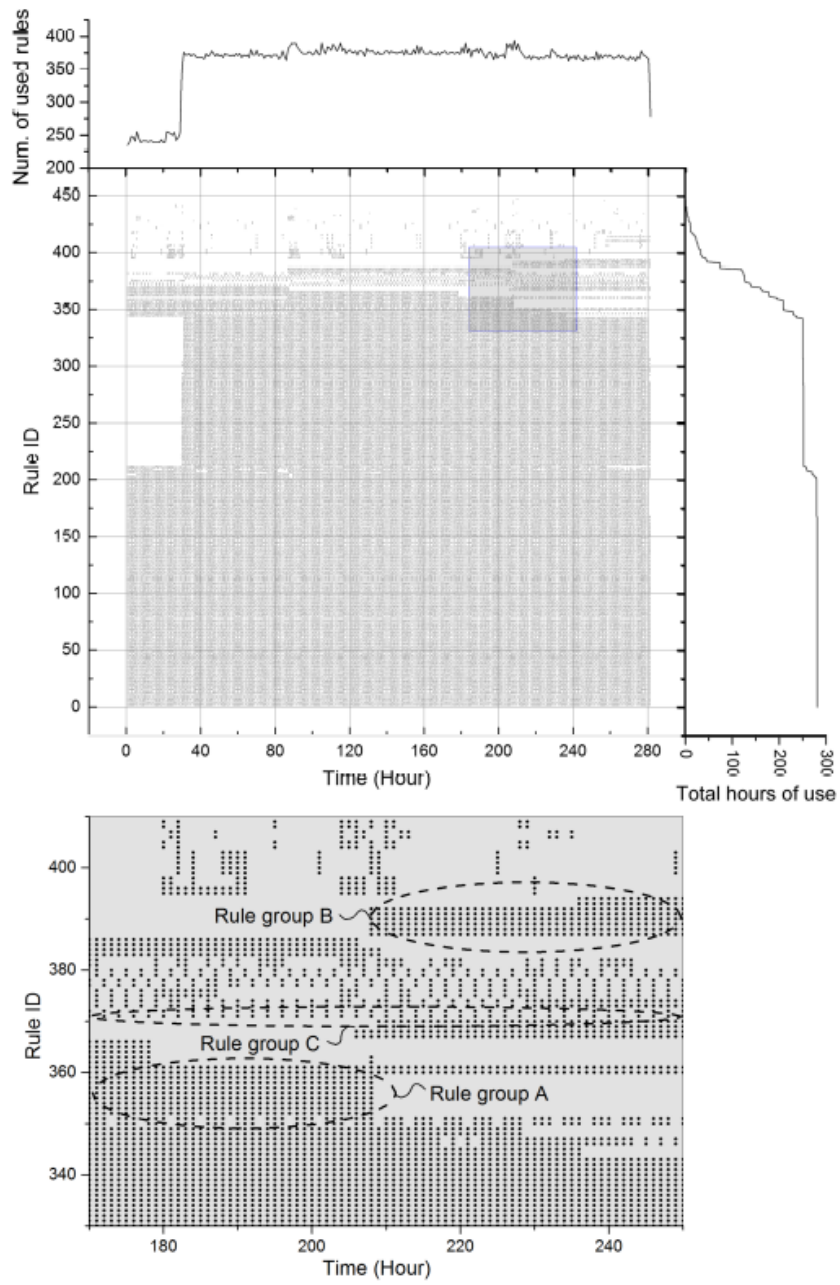 Num. of used rules
400
350
300
250
200
Rule ID
450
400
350
300
250
200
150
100
50
0
0 40 80 120 160 200 240 280
Time (Hour)
0 100 200 300
Total hours of use
Rule ID
400
380
360
340
Rule group B
Rule group C
Rule group A
180 200 220 240
Time (Hour)